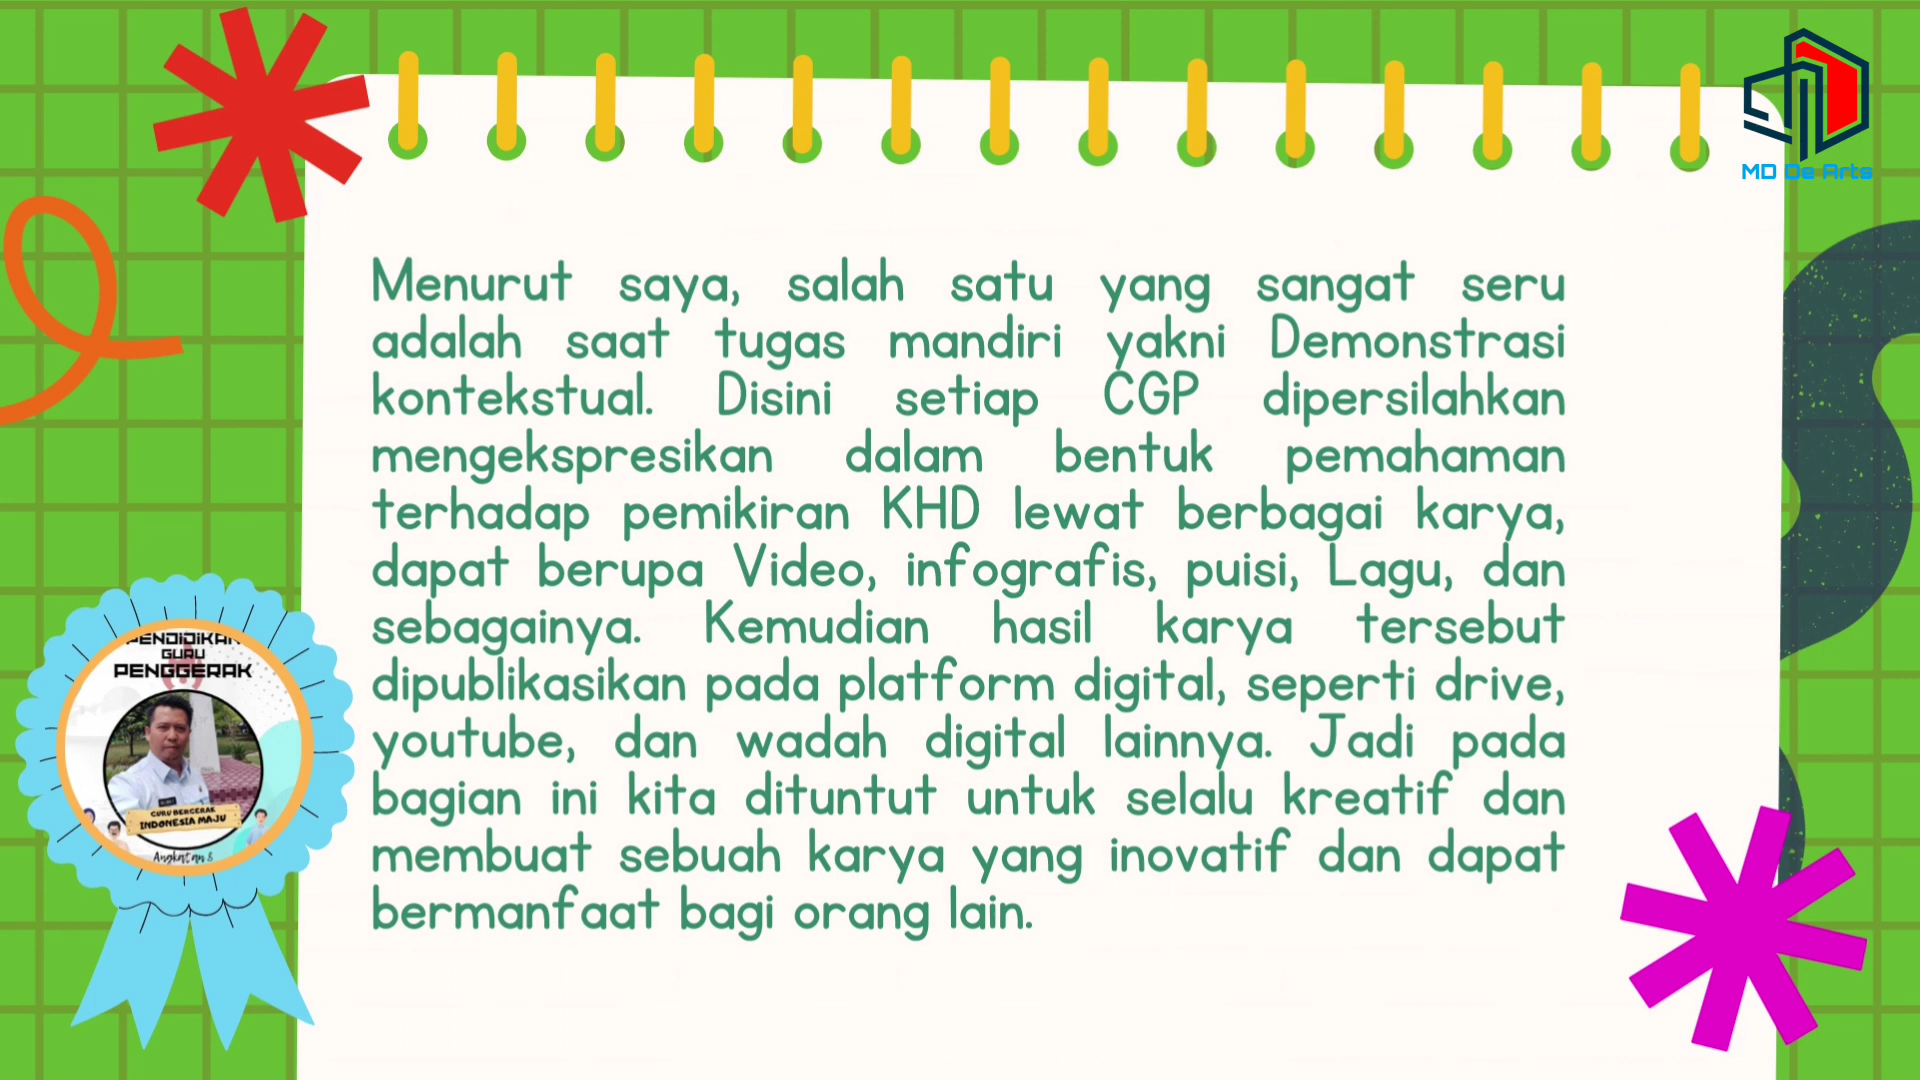 MD De Arts
Menurut saya, salah satu yang sangat seru
adalah saat tugas mandiri yakni Demonstrasi
kontekstual. Disini setiap CGP dipersilahkan
mengekspresikan dalam bentuk pemahaman
terhadap pemikiran KHD lewat berbagai karya,
dapat berupa Video, infografis, puisi, Lagu, dan
sebagainya. Kemudian hasil karya tersebut
dipublikasikan pada platform digital, seperti drive,
youtube, dan wadah digital lainnya. Jadi pada
bagian ini kita dituntut untuk selalu kreatif dan
membuat sebuah karya yang inovatif dan dapat
bermanfaat bagi orang lain.
PENDIDIKAN
GURU
PENGGERAK
GURU BERGERAK
INDONESIA MAJU
Angkatan 8